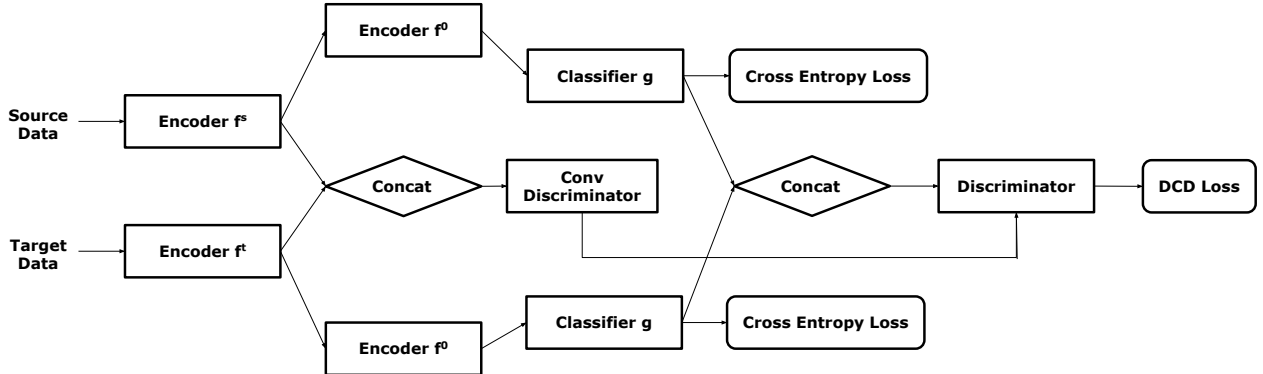 Encoder f⁰
Classifier g
Cross Entropy Loss
Source
Data
Encoder fˢ
Concat
Conv
Discriminator
Concat
Discriminator
DCD Loss
Target
Data
Encoder fᵗ
Classifier g
Cross Entropy Loss
Encoder f⁰